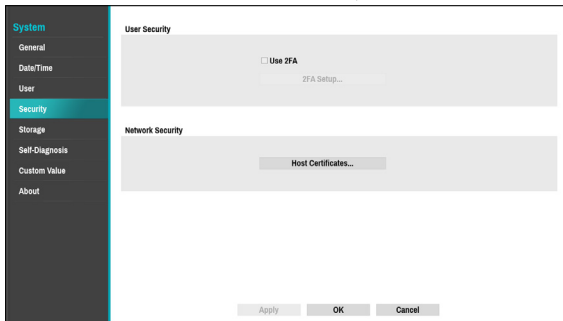 System
General
Date/Time
User
Security
Storage
Self-Diagnosis
Custom Value
About
User Security
Use 2FA
2FA Setup...
Network Security
Host Certificates...
Apply
OK
Cancel